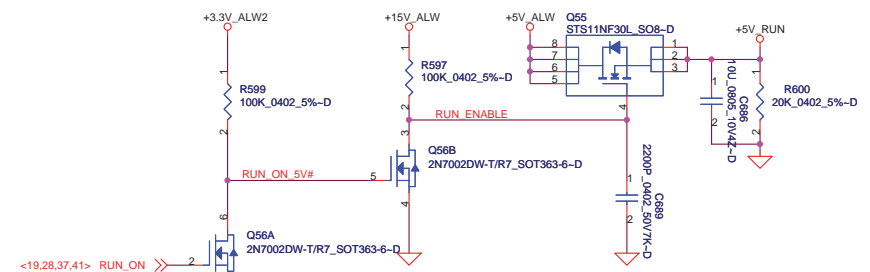 +3.3V_ALW2
+15V_ALW
+5V_ALW
Q55
STS11NF30L_SO8~D
+5V_RUN
1
R599
100K_0402_5%~D
2
1
R597
100K_0402_5%~D
2
8
7
6
5
1
2
3
4
1
2
10U_0805_10V4Z~D
C686
1
R600
20K_0402_5%~D
2
RUN_ENABLE
3
Q56B
2N7002DW-T/R7_SOT363-6~D
5
4
RUN_ON_5V#
1
2
2200P_0402_50V7K~D
C689
6
Q56A
2N7002DW-T/R7_SOT363-6~D
2
<19,28,37,41> RUN_ON